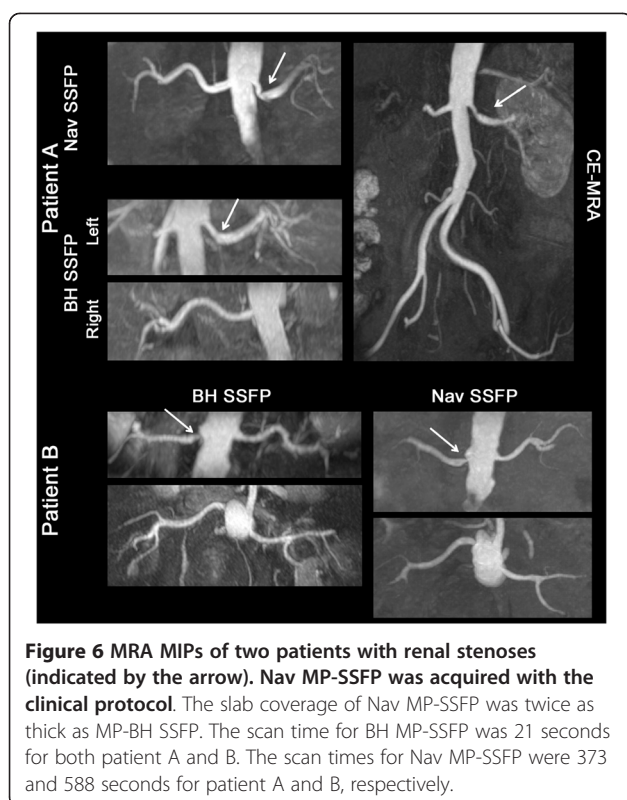 Patient A
Nav SSFP
BH SSFP
Left
Right
CE-MRA
Patient B
BH SSFP
Nav SSFP
Figure 6 MRA MIPs of two patients with renal stenoses
(indicated by the arrow). Nav MP-SSFP was acquired with the
clinical protocol. The slab coverage of Nav MP-SSFP was twice as
thick as MP-BH SSFP. The scan time for BH MP-SSFP was 21 seconds
for both patient A and B. The scan times for Nav MP-SSFP were 373
and 588 seconds for patient A and B, respectively.